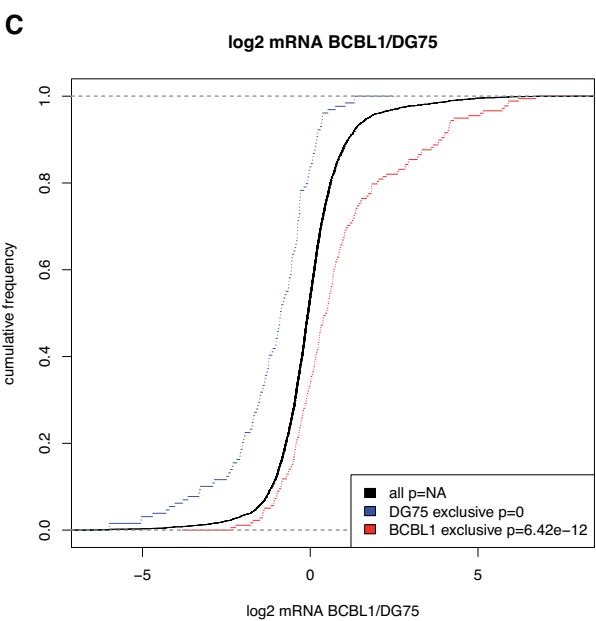 C
log2 mRNA BCBL1/DG75
cumulative frequency
1.0
0.8
0.6
0.4
0.2
0.0
all p=NA
DG75 exclusive p=0
BCBL1 exclusive p=6.42e−12
−5 0 5
log2 mRNA BCBL1/DG75